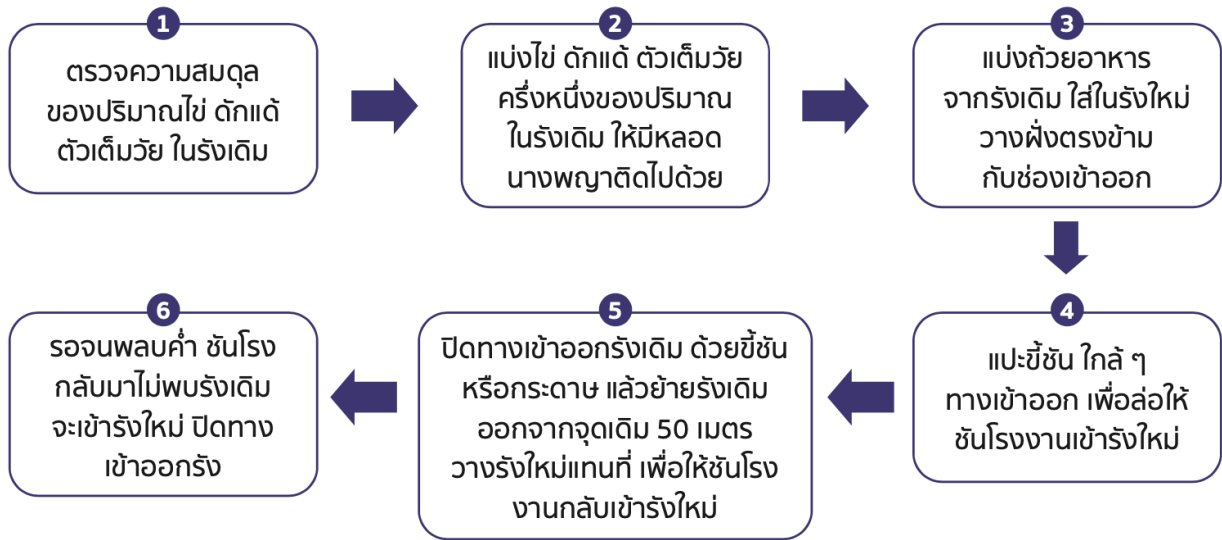 1
ตรวจความสมดุล
ของปริมาณไข่ ดักแด้
ตัวเต็มวัย ในรังเดิม
2
แบ่งไข่ ดักแด้ ตัวเต็มวัย
ครึ่งหนึ่งของปริมาณ
ในรังเดิม ให้มีหลอด
นางพญาติดไปด้วย
3
แบ่งถ้วยอาหาร
จากรังเดิม ใส่ในรังใหม่
วางฝั่งตรงข้าม
กับช่องเข้าออก
4
แปะขี้ชัน ใกล้ ๆ
ทางเข้าออก เพื่อล่อให้
ชันโรงงานเข้ารังใหม่
5
ปิดทางเข้าออกรังเดิม ด้วยขี้ชัน
หรือกระดาษ แล้วย้ายรังเดิม
ออกจากจุดเดิม 50 เมตร
วางรังใหม่แทนที่ เพื่อให้ชันโรง
งานกลับเข้ารังใหม่
6
รอจนพลบค่ำ ชันโรง
กลับมาไม่พบรังเดิม
จะเข้ารังใหม่ ปิดทาง
เข้าออกรัง